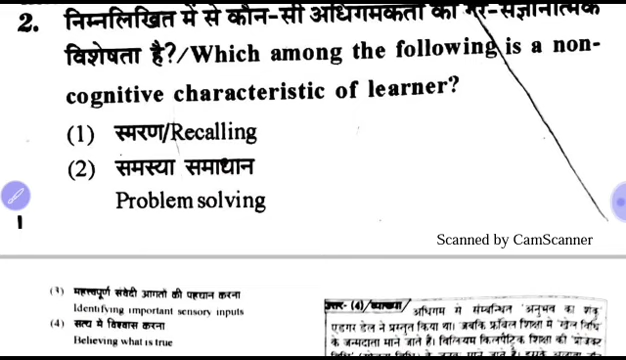 2. निम्नलिखित में से कौन-सी अधिगमकर्ता की गैर-संज्ञानात्मक
विशेषता है?/Which among the following is a non-
cognitive characteristic of learner?
(1) स्मरण/Recalling
(2) समस्या समाधान
Problem solving
1
Scanned by CamScanner
(3) महत्त्वपूर्ण संवेदी आगतों की पहचान करना
Identifying important sensory inputs
(4) सत्य में विश्वास करना
Believing what is true
उत्तर- (4)/व्याख्या/ अधिगम से सम्बन्धित 'अनुभव का शंकु
एडगर डेल ने प्रस्तुत किया था। जबकि फ्रॉबेल शिक्षा में 'खेल विधि'
के जन्मदाता माने जाते हैं। विलियम किलपैट्रिक शिक्षा की 'प्रोजेक्ट